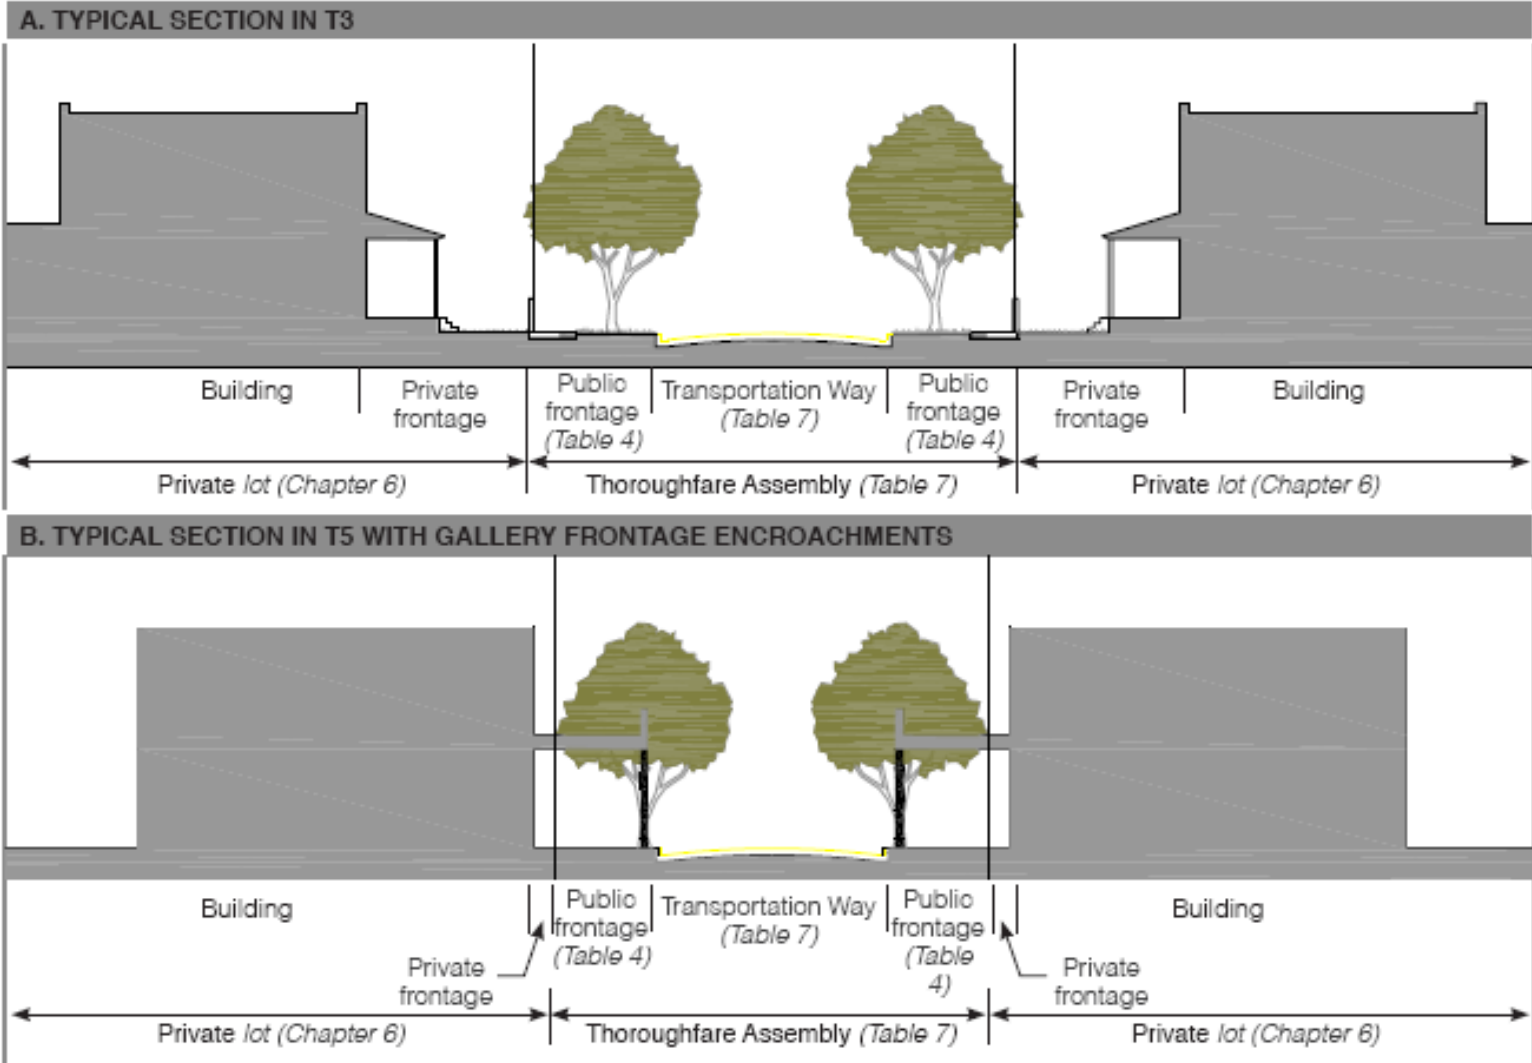 A. TYPICAL SECTION IN T3
Building
Private
frontage
Public
frontage
(Table 4)
Transportation Way
(Table 7)
Public
frontage
(Table 4)
Private
frontage
Building
Private lot (Chapter 6)
Thoroughfare Assembly (Table 7)
Private lot (Chapter 6)
B. TYPICAL SECTION IN T5 WITH GALLERY FRONTAGE ENCROACHMENTS
Building
Private
frontage
Public
frontage
(Table 4)
Transportation Way
(Table 7)
Public
frontage
(Table
4)
Private
frontage
Building
Private lot (Chapter 6)
Thoroughfare Assembly (Table 7)
Private lot (Chapter 6)